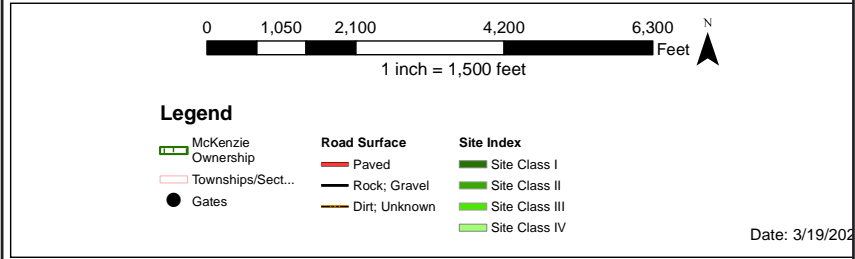 N
0 1,050 2,100 4,200 6,300
Feet
1 inch = 1,500 feet
Legend
McKenzie
Ownership
Townships/Sect...
Gates
Road Surface
Paved
Rock; Gravel
Dirt; Unknown
Site Index
Site Class I
Site Class II
Site Class III
Site Class IV
Date: 3/19/202